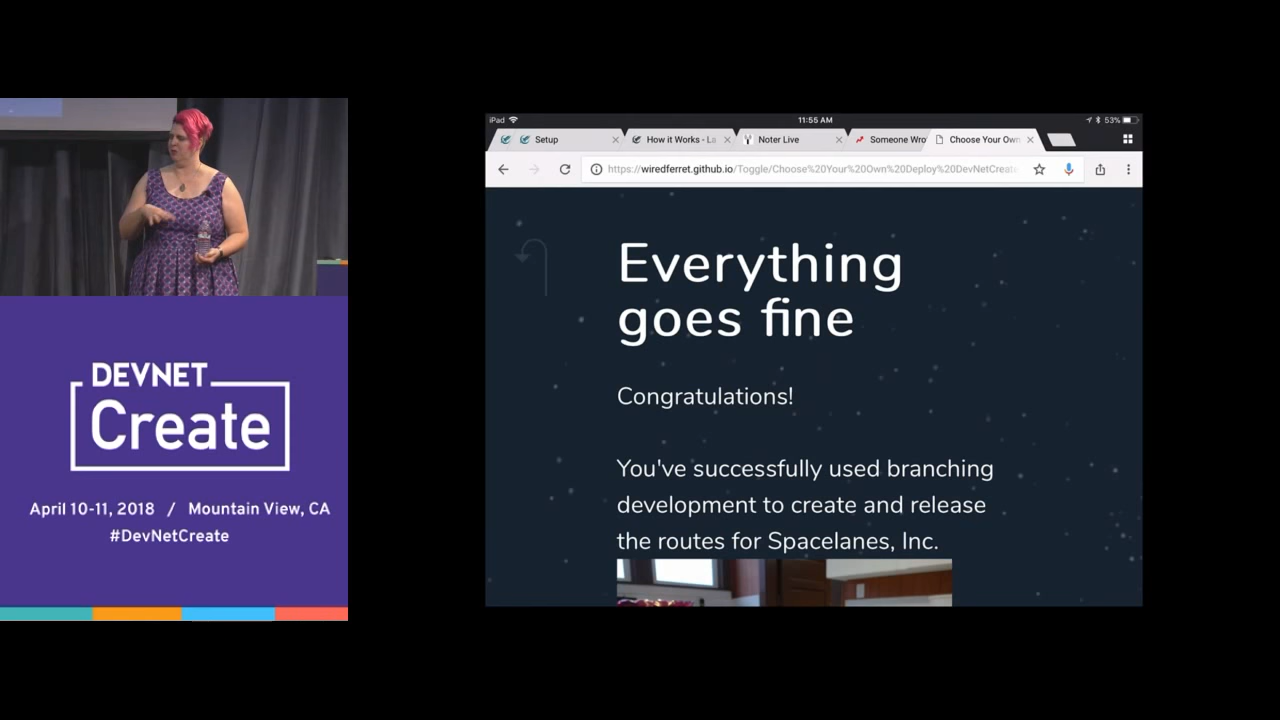 DEVNET
Create
April 10-11, 2018 / Mountain View, CA
#DevNetCreate
iPad
11:55 AM
53%
Setup
How it Works - La
Noter Live
Someone Wro
Choose Your Own
https://wiredferret.github.io/Toggle/Choose%20Your%20Own%20Deploy%20DevNetCreate
Everything
goes fine
Congratulations!
You've successfully used branching
development to create and release
the routes for Spacelanes, Inc.